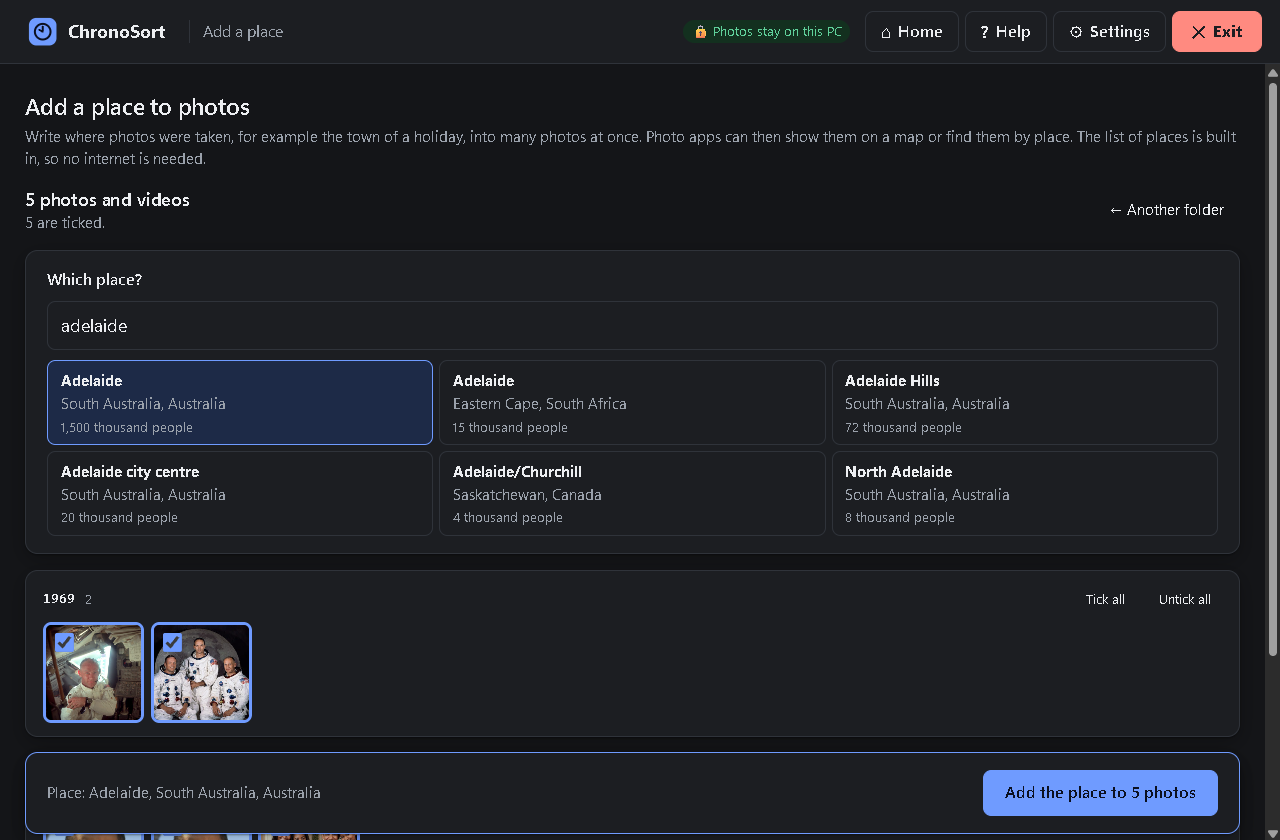 ChronoSort
Add a place
Photos stay on this PC
Home
? Help
Settings
Exit
Add a place to photos
Write where photos were taken, for example the town of a holiday, into many photos at once. Photo apps can then show them on a map or find them by place. The list of places is built
in, so no internet is needed.
5 photos and videos
5 are ticked.
← Another folder
Which place?
adelaide
Adelaide
South Australia, Australia
1,500 thousand people
Adelaide
Eastern Cape, South Africa
15 thousand people
Adelaide Hills
South Australia, Australia
72 thousand people
Adelaide city centre
South Australia, Australia
20 thousand people
Adelaide/Churchill
Saskatchewan, Canada
4 thousand people
North Adelaide
South Australia, Australia
8 thousand people
1969 2
Tick all
Untick all
Place: Adelaide, South Australia, Australia
Add the place to 5 photos